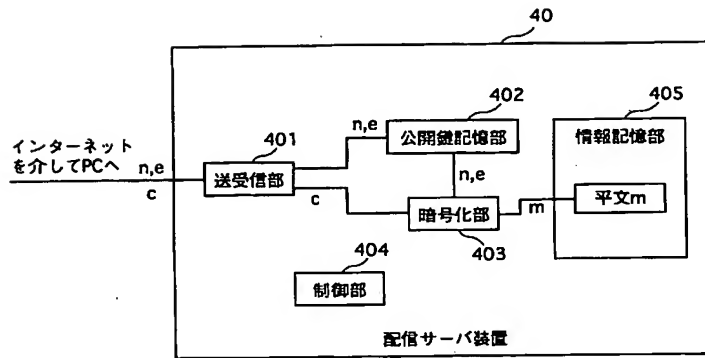 40
402
405
401
n,e
公開鍵記憶部
情報記憶部
インターネット
を介してPCへ
n,e
送受信部
n,e
c
c
暗号化部
m
平文m
404
403
制御部
配信サーバ装置